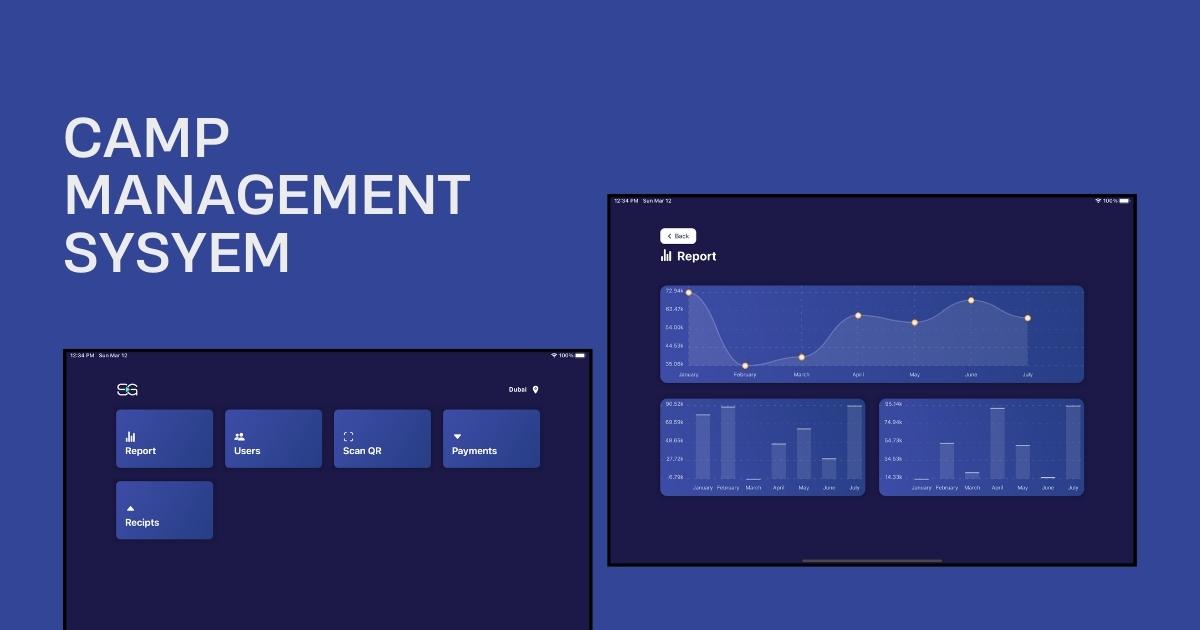 CAMP
MANAGEMENT
SYSYEM
12:34 PM Sun Mar 12
100%
SG
Dubai
Report
Users
Scan QR
Payments
Recipts
12:34 PM Sun Mar 12
100%
Back
Report
72.94k
63.47k
54.00k
44.53k
35.06k
January February March April May June July
90.52k
69.59k
48.65k
27.72k
6.79k
January February March April May June July
95.14k
74.94k
54.73k
34.53k
14.33k
January February March April May June July